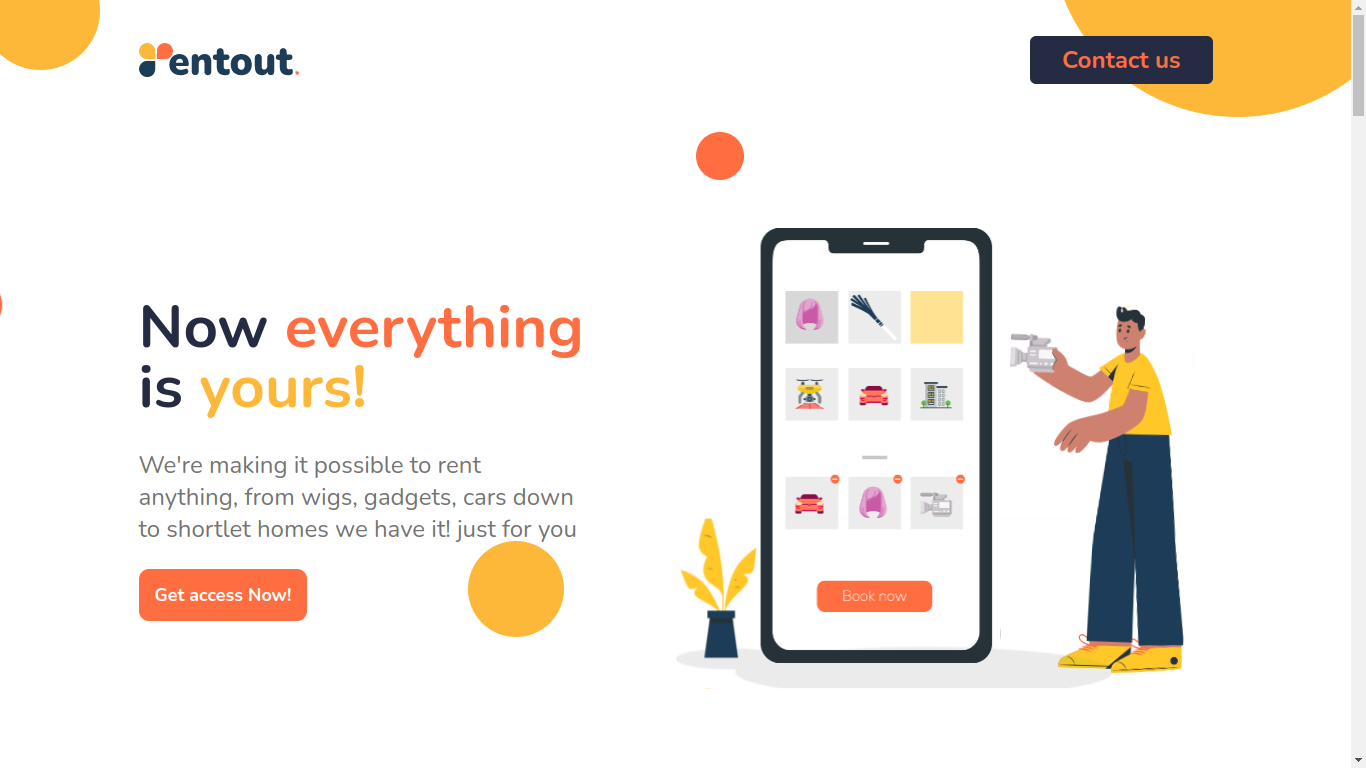 entout.
Contact us
Now everything
is yours!
We're making it possible to rent
anything, from wigs, gadgets, cars down
to shortlet homes we have it! just for you
Get access Now!
Book now